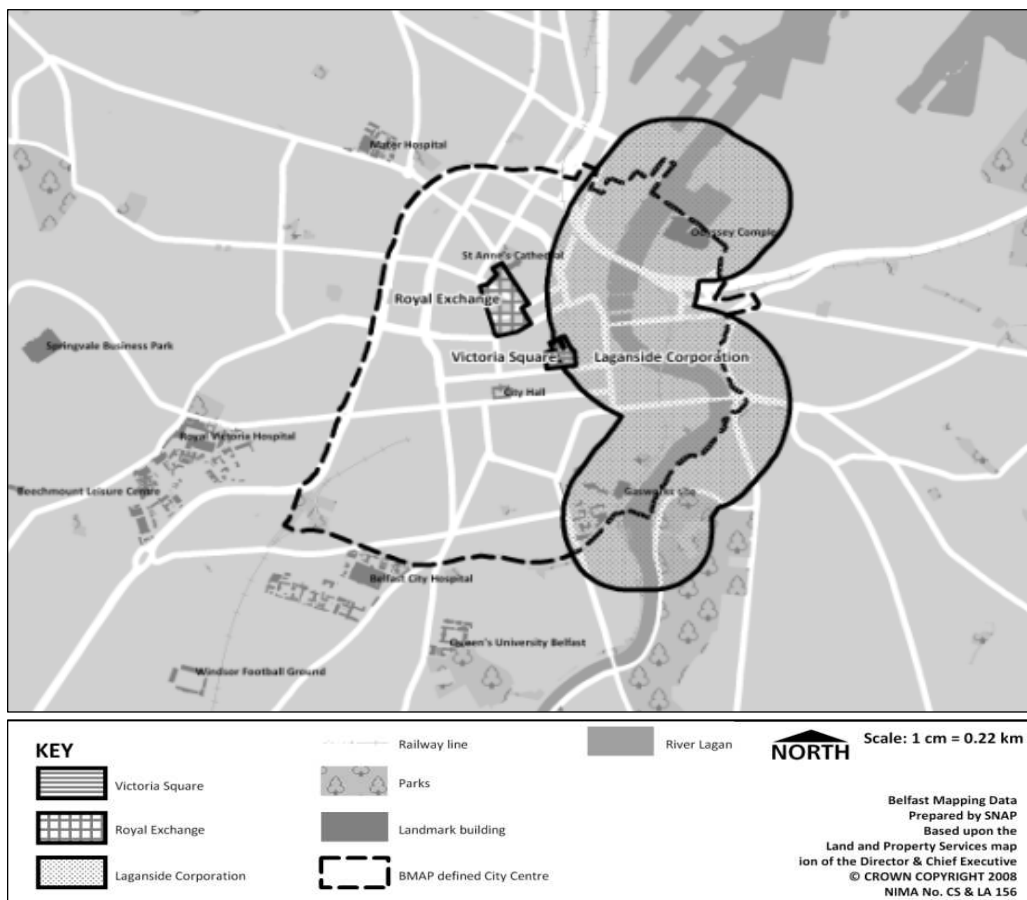 Mater Hospital
Odyssey Comple
St Anne's Cathedral
Royal Exchange
Springvale Business Park
Victoria Square
Laganside Corporation
City Hall
Royal Victoria Hospital
Beechmount Leisure Centre
Gasworks site
Belfast City Hospital
Queen's University Belfast
Windsor Football Ground
KEY
Victoria Square
Royal Exchange
Laganside Corporation
Railway line
Parks
Landmark building
BMAP defined City Centre
River Lagan
NORTH
Scale: 1 cm = 0.22 km
Belfast Mapping Data
Prepared by SNAP
Based upon the
Land and Property Services map
ion of the Director & Chief Executive
© CROWN COPYRIGHT 2008
NIMA No. CS & LA 156